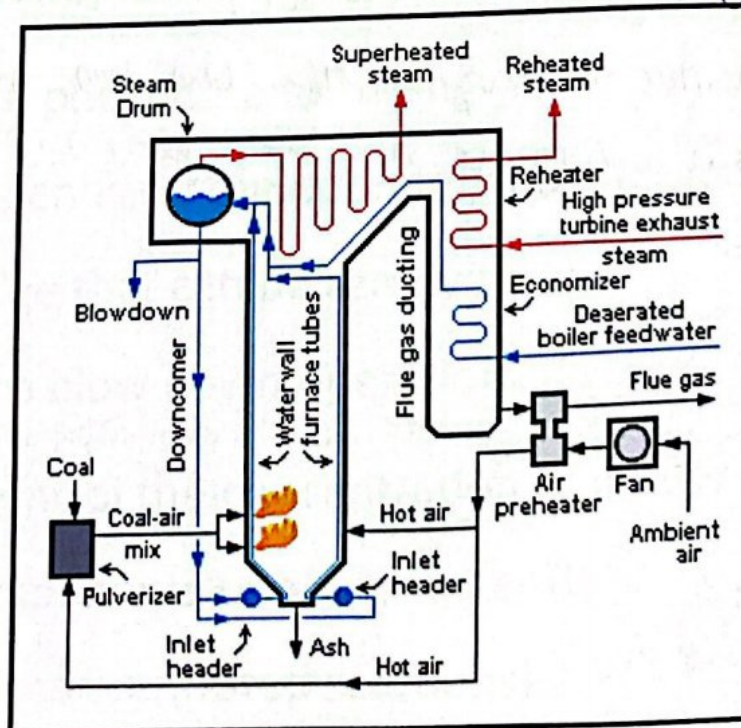 Superheated
steam
Reheated
steam
Steam
Drum
Reheater
High pressure
turbine exhaust
steam
Economizer
Deaerated
boiler feedwater
Blowdown
Downcomer
Waterwall
furnace tubes
Flue gas ducting
Flue gas
Air
preheater
Fan
Ambient
air
Coal
Coal-air
mix
Hot air
Pulverizer
Inlet
header
Inlet
header
Ash
Hot air